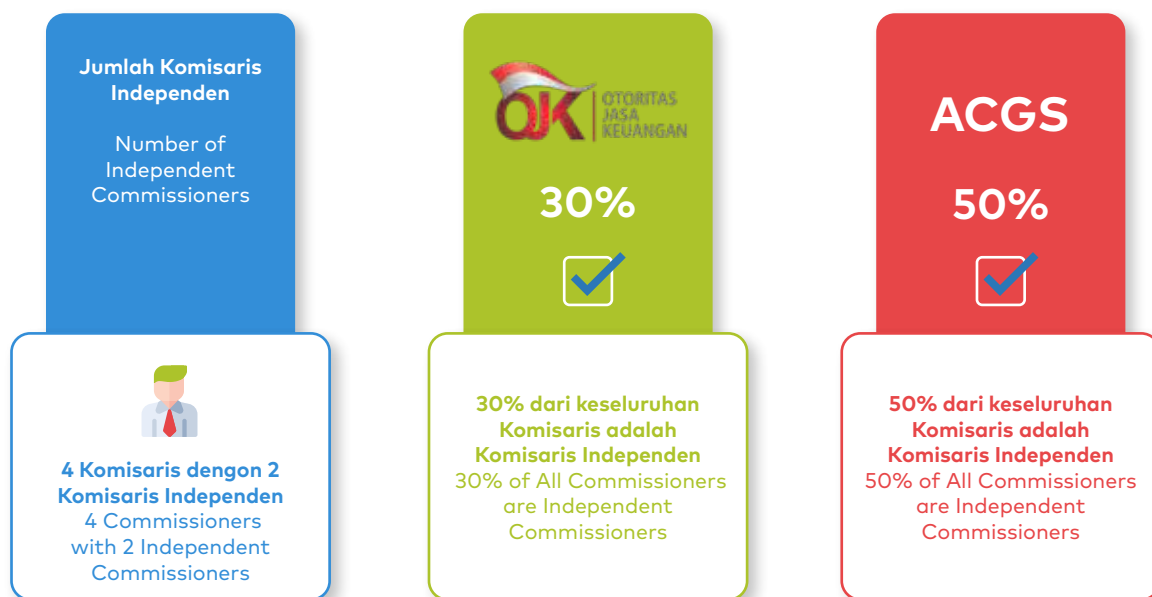 Jumlah Komisaris
Independen
Number of
Independent
Commissioners
4 Komisaris dengon 2
Komisaris Independen
4 Commissioners
with 2 Independent
Commissioners
OJK
OTORITAS
JASA
KEUANGAN
30%
30% dari keseluruhan
Komisaris adalah
Komisaris Independen
30% of All Commissioners
are Independent
Commissioners
ACGS
50%
50% dari keseluruhan
Komisaris adalah
Komisaris Independen
50% of All Commissioners
are Independent
Commissioners